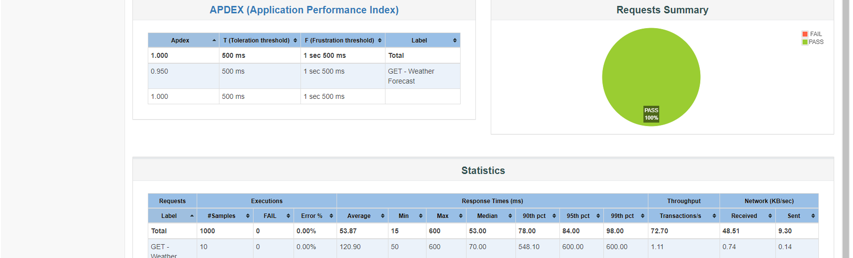 APDEX (Application Performance Index)
Apdex T (Toleration threshold) F (Frustration threshold) Label
1.000 500 ms 1 sec 500 ms Total
0.950 500 ms 1 sec 500 ms GET - Weather
Forecast
1.000 500 ms 1 sec 500 ms
Requests Summary
FAIL
PASS
PASS
100%
Statistics
Requests Executions Response Times (ms) Throughput Network (KB/sec)
Label #Samples FAIL Error % Average Min Max Median 90th pct 95th pct 99th pct Transactions/s Received Sent
Total 1000 0 0.00% 53.87 15 600 53.00 78.00 84.00 98.00 72.70 48.51 9.30
GET - 10 0 0.00% 120.90 50 600 70.00 548.10 600.00 600.00 1.11 0.74 0.14
Weather